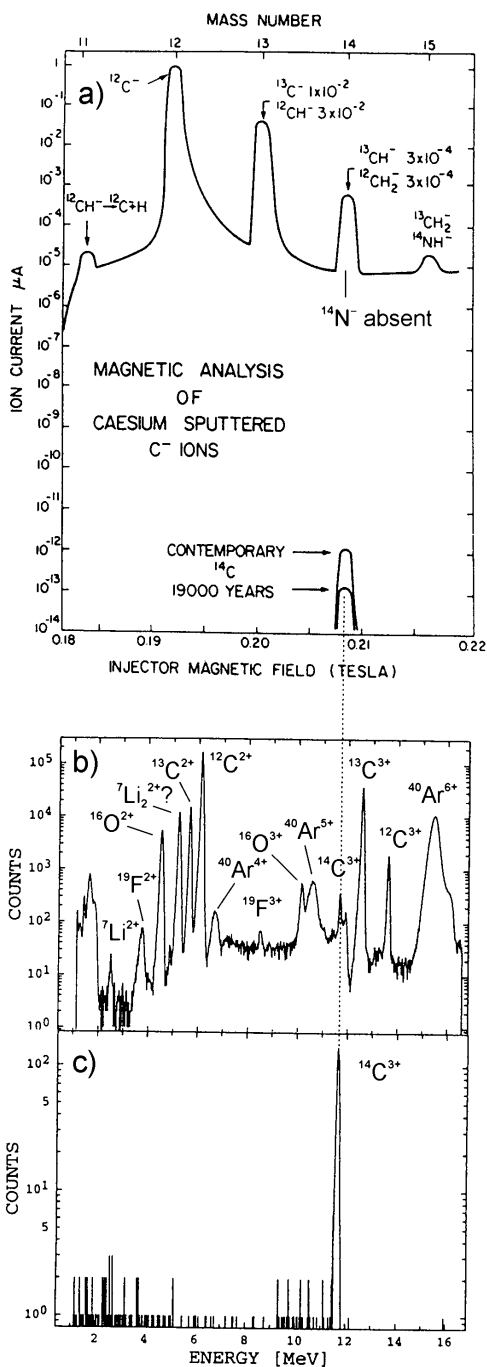 MASS NUMBER
11 12 13 14 15
a)
1
10⁻¹
10⁻²
10⁻³
10⁻⁴
10⁻⁵
10⁻⁶
10⁻⁷
10⁻⁸
10⁻⁹
10⁻¹⁰
10⁻¹¹
10⁻¹²
10⁻¹³
10⁻¹⁴
ION CURRENT μA
¹²C⁻
¹³C⁻ 1x10⁻²
¹²CH⁻ 3x10⁻²
¹³CH⁻ 3x10⁻⁴
¹²CH₂⁻ 3x10⁻⁴
¹²CH⁻→¹²C+H
¹³CH₂⁻
¹⁴NH⁻
¹⁴N⁻ absent
MAGNETIC ANALYSIS
OF
CAESIUM SPUTTERED
C⁻ IONS
CONTEMPORARY
¹⁴C
19000 YEARS
0.18 0.19 0.20 0.21 0.22
INJECTOR MAGNETIC FIELD (TESLA)
b)
10⁵
10⁴
10³
10²
10¹
10⁰
COUNTS
¹³C²⁺
¹²C²⁺
⁷Li₂²⁺?
¹⁶O²⁺
¹⁹F²⁺
⁷Li²⁺
⁴⁰Ar⁴⁺
¹⁹F³⁺
¹⁶O³⁺
⁴⁰Ar⁵⁺
¹⁴C³⁺
¹³C³⁺
¹²C³⁺
⁴⁰Ar⁶⁺
c)
¹⁴C³⁺
10²
5
2
10¹
5
2
10⁰
COUNTS
2 4 6 8 10 12 14 16
ENERGY [MeV]